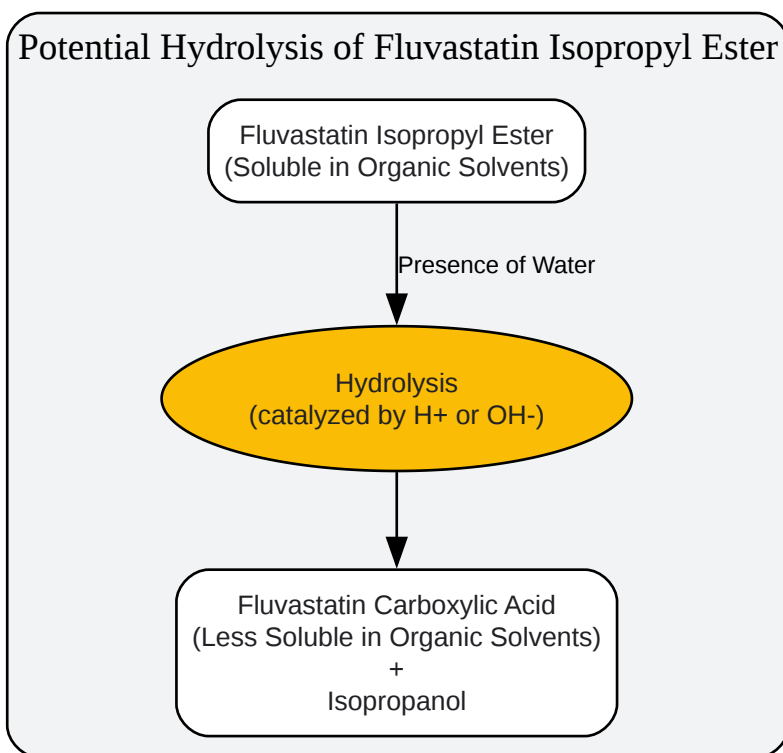 Potential Hydrolysis of Fluvastatin Isopropyl Ester
Fluvastatin Isopropyl Ester
(Soluble in Organic Solvents)
Presence of Water
Hydrolysis
(catalyzed by H+ or OH-)
Fluvastatin Carboxylic Acid
(Less Soluble in Organic Solvents)
+
Isopropanol